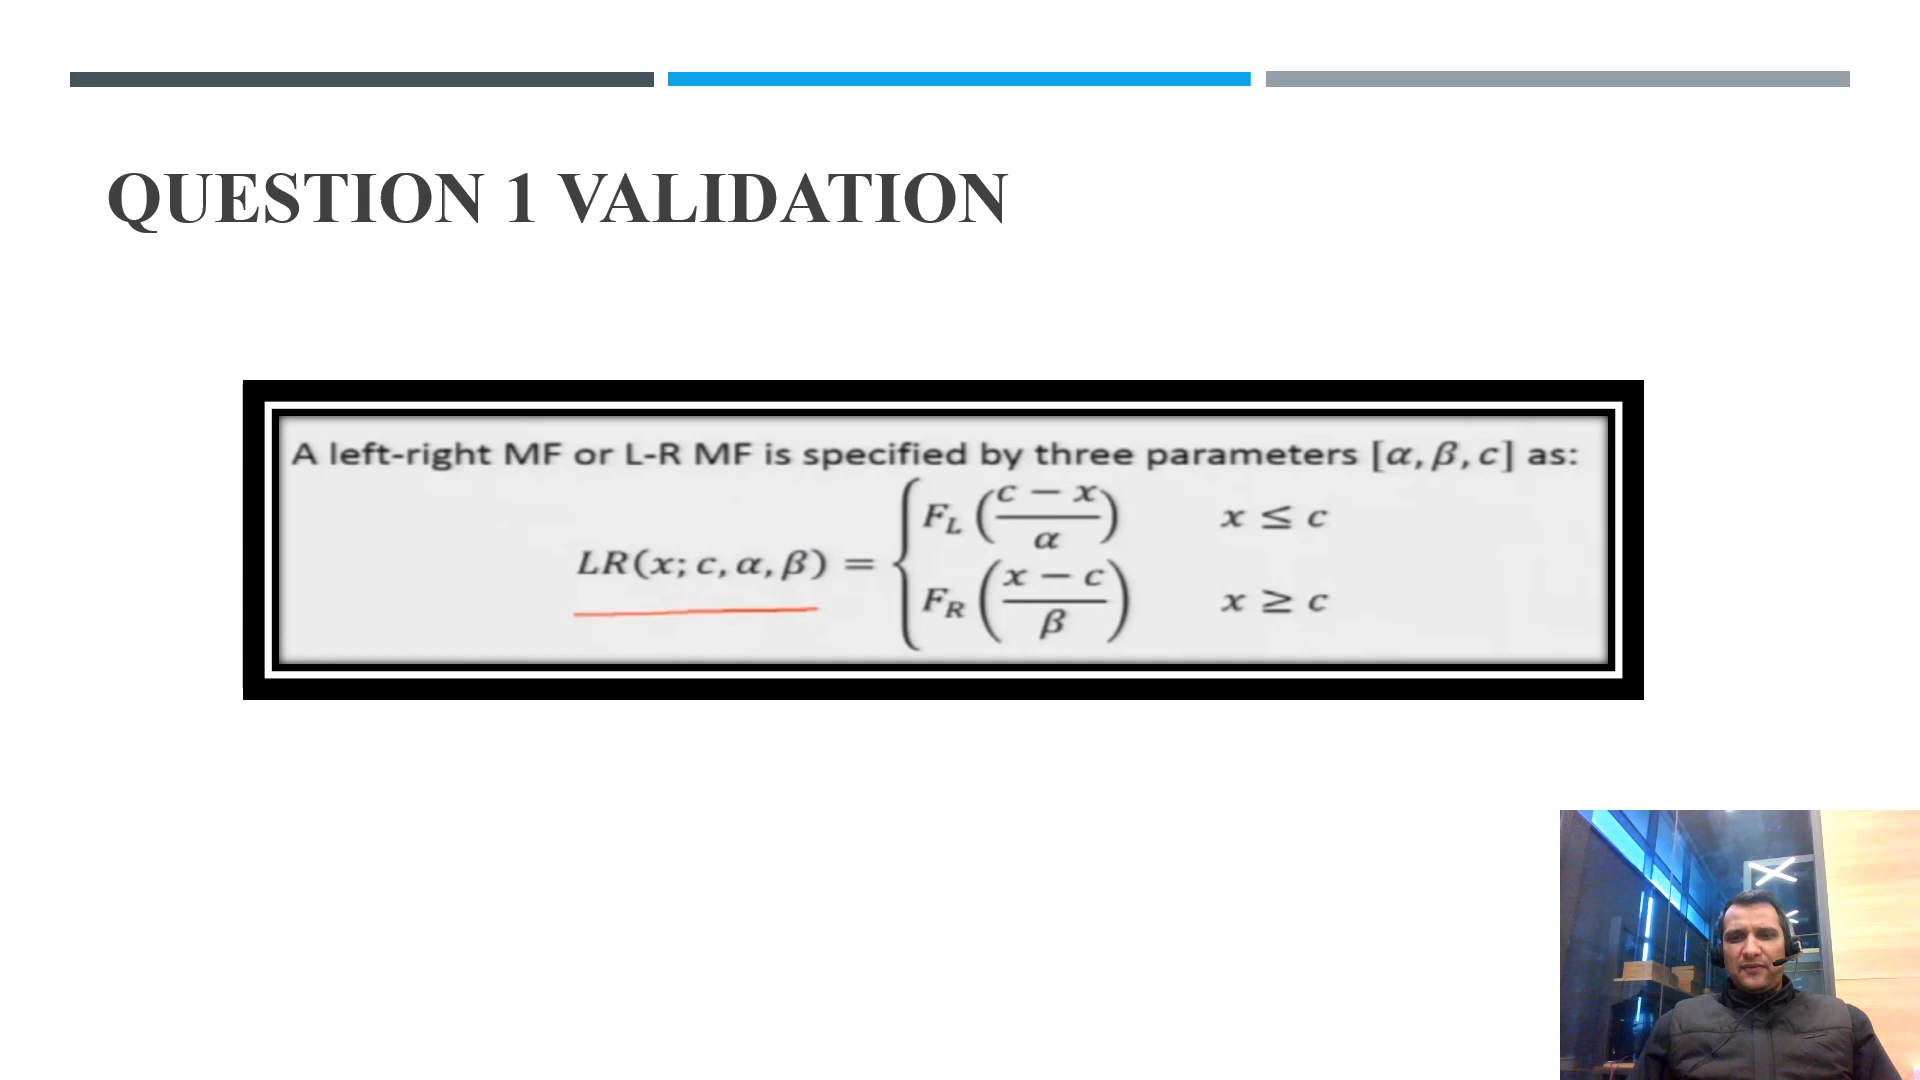 QUESTION 1 VALIDATION
A left-right MF or L-R MF is specified by three parameters [α, β, c] as:
LR(x; c, α, β) = { F_L ((c − x)/α) x ≤ c
F_R ((x − c)/β) x ≥ c